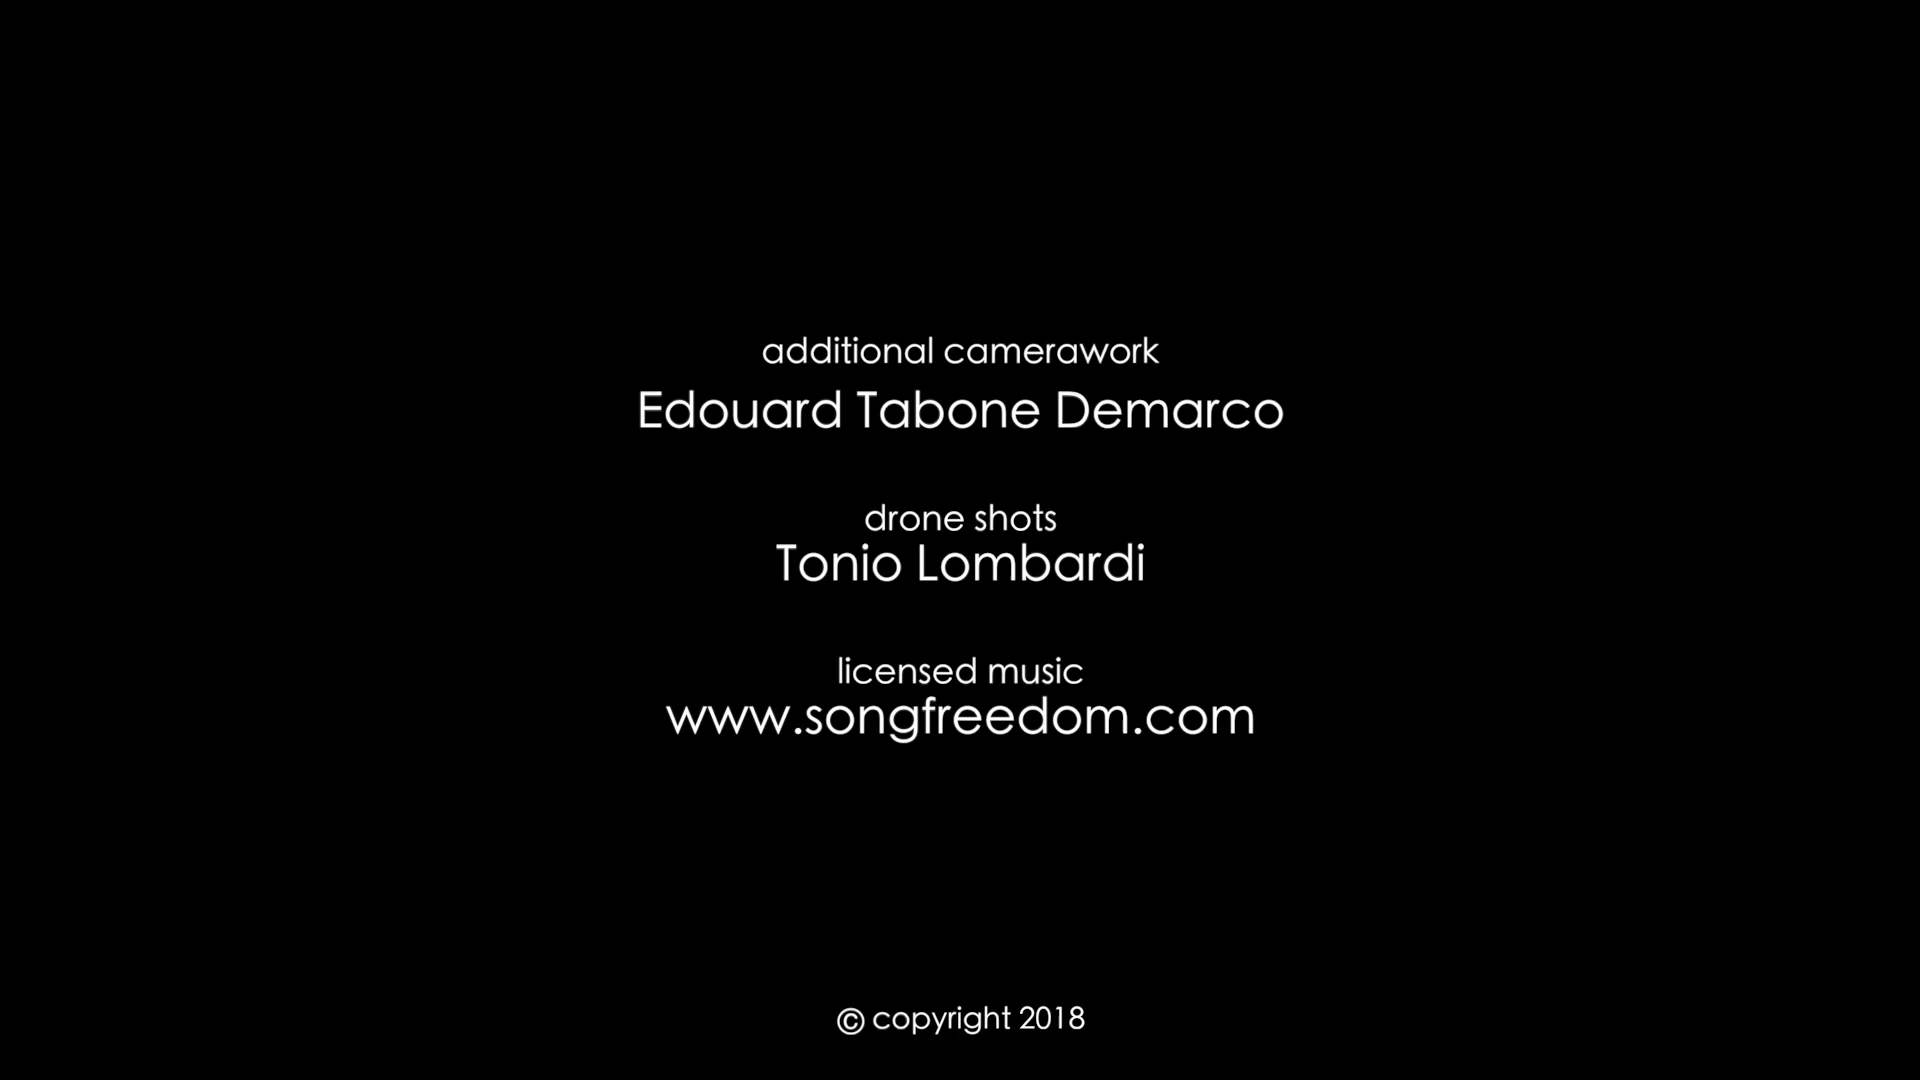 additional camerawork
Edouard Tabone Demarco
drone shots
Tonio Lombardi
licensed music
www.songfreedom.com
© copyright 2018